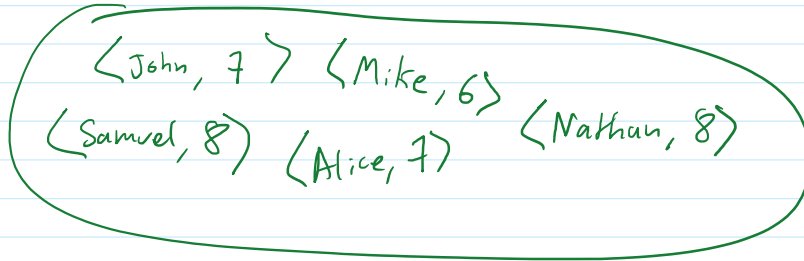 <John, 7> <Mike, 6>
<Samuel, 8> <Alice, 7> <Nathan, 8>